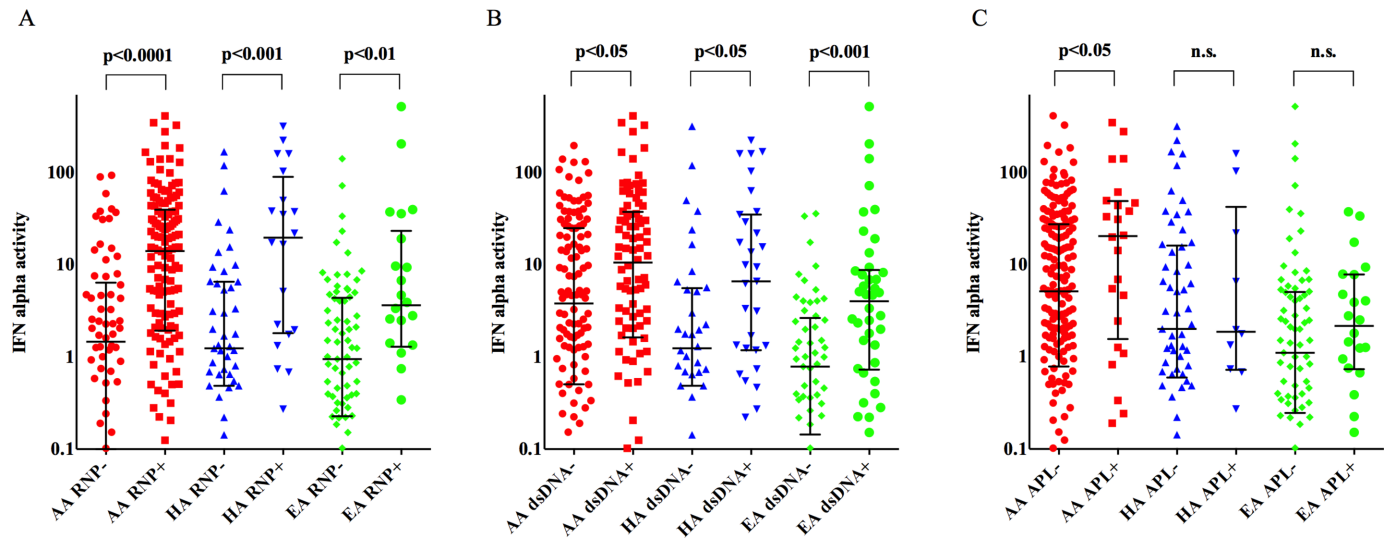 A
p<0.0001
p<0.001
p<0.01
IFN alpha activity
100
10
1
0.1
AA RNP-
AA RNP+
HA RNP-
HA RNP+
EA RNP-
EA RNP+
B
p<0.05
p<0.05
p<0.001
IFN alpha activity
100
10
1
0.1
AA dsDNA-
AA dsDNA+
HA dsDNA-
HA dsDNA+
EA dsDNA-
EA dsDNA+
C
p<0.05
n.s.
n.s.
IFN alpha activity
100
10
1
0.1
AA APL-
AA APL+
HA APL-
HA APL+
EA APL-
EA APL+